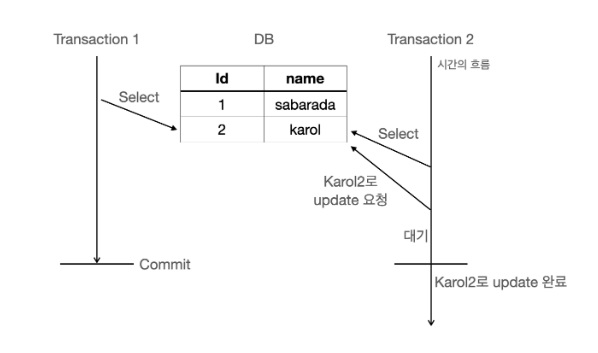 Transaction 1
DB
Transaction 2
시간의 흐름
Id name
1 sabarada
2 karol
Select
Select
Karol2로
update 요청
대기
Commit
Karol2로 update 완료